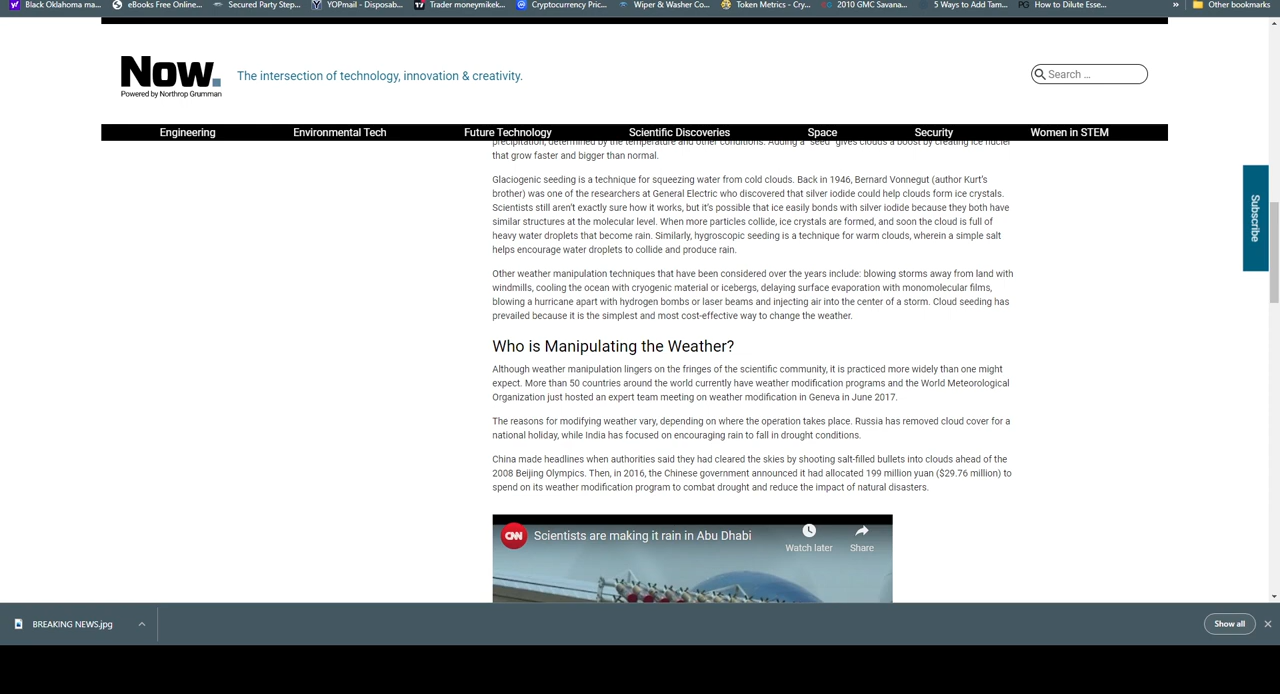 Black Oklahoma ma...
eBooks Free Online...
Secured Party Step...
YOPmail - Disposab...
Trader moneymikek...
Cryptocurrency Pric...
Wiper & Washer Co...
Token Metrics - Cry...
2010 GMC Savana...
5 Ways to Add Tam...
PG How to Dilute Esse...
»
Other bookmarks
Now.
Powered by Northrop Grumman
The intersection of technology, innovation & creativity.
Search ...
Engineering
Environmental Tech
Future Technology
Scientific Discoveries
Space
Security
Women in STEM
precipitation, determined by the temperature and other conditions. Adding a "seed" gives clouds a boost by creating ice nuclei
that grow faster and bigger than normal.
Glaciogenic seeding is a technique for squeezing water from cold clouds. Back in 1946, Bernard Vonnegut (author Kurt's
brother) was one of the researchers at General Electric who discovered that silver iodide could help clouds form ice crystals.
Scientists still aren't exactly sure how it works, but it's possible that ice easily bonds with silver iodide because they both have
similar structures at the molecular level. When more particles collide, ice crystals are formed, and soon the cloud is full of
heavy water droplets that become rain. Similarly, hygroscopic seeding is a technique for warm clouds, wherein a simple salt
helps encourage water droplets to collide and produce rain.
Other weather manipulation techniques that have been considered over the years include: blowing storms away from land with
windmills, cooling the ocean with cryogenic material or icebergs, delaying surface evaporation with monomolecular films,
blowing a hurricane apart with hydrogen bombs or laser beams and injecting air into the center of a storm. Cloud seeding has
prevailed because it is the simplest and most cost-effective way to change the weather.
Who is Manipulating the Weather?
Although weather manipulation lingers on the fringes of the scientific community, it is practiced more widely than one might
expect. More than 50 countries around the world currently have weather modification programs and the World Meteorological
Organization just hosted an expert team meeting on weather modification in Geneva in June 2017.
The reasons for modifying weather vary, depending on where the operation takes place. Russia has removed cloud cover for a
national holiday, while India has focused on encouraging rain to fall in drought conditions.
China made headlines when authorities said they had cleared the skies by shooting salt-filled bullets into clouds ahead of the
2008 Beijing Olympics. Then, in 2016, the Chinese government announced it had allocated 199 million yuan ($29.76 million) to
spend on its weather modification program to combat drought and reduce the impact of natural disasters.
CNN
Scientists are making it rain in Abu Dhabi
Watch later
Share
Subscribe
BREAKING NEWS.jpg
Show all